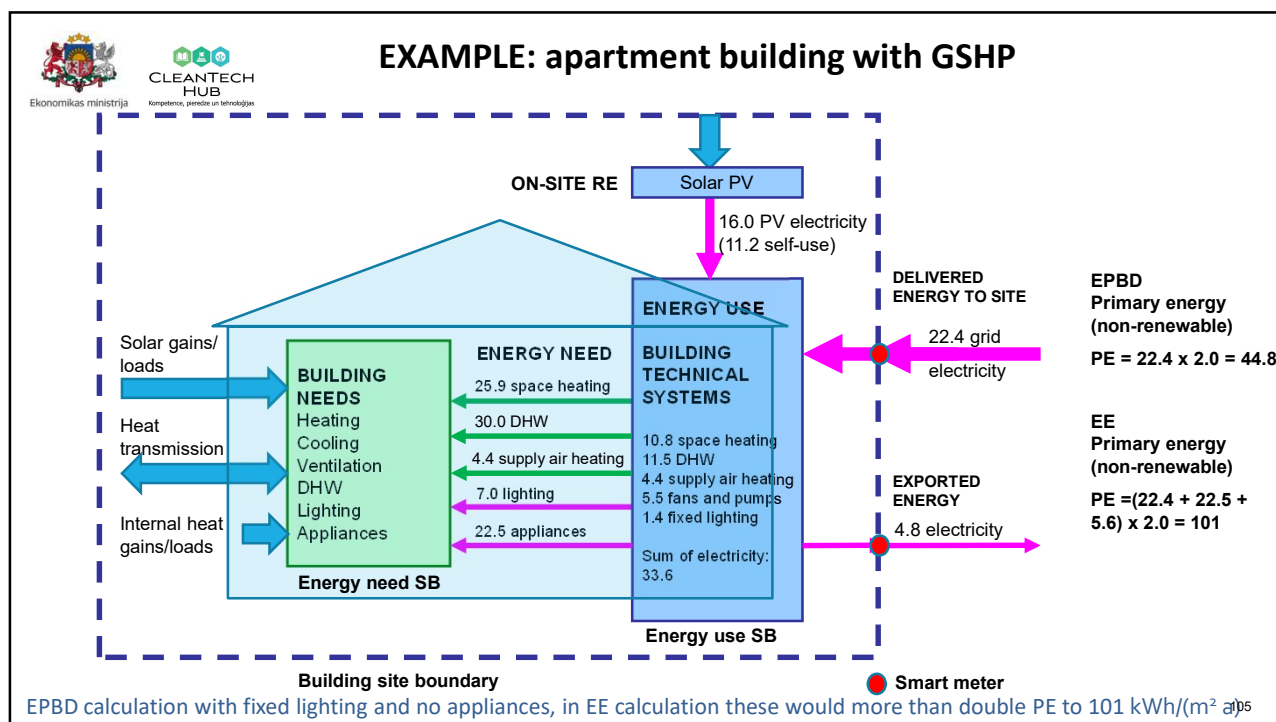 EXAMPLE: apartment building with GSHP
Ekonomikas ministrija
CLEANTECH
HUB
Kompetence, pieredze un tehnoloģijas
ON-SITE RE
Solar PV
16.0 PV electricity
(11.2 self-use)
DELIVERED
ENERGY TO SITE
22.4 grid
electricity
EPBD
Primary energy
(non-renewable)
PE = 22.4 x 2.0 = 44.8
ENERGY USE
BUILDING
TECHNICAL
SYSTEMS
10.8 space heating
11.5 DHW
4.4 supply air heating
5.5 fans and pumps
1.4 fixed lighting
Sum of electricity:
33.6
Energy use SB
Solar gains/
loads
Heat
transmission
Internal heat
gains/loads
BUILDING
NEEDS
Heating
Cooling
Ventilation
DHW
Lighting
Appliances
Energy need SB
ENERGY NEED
25.9 space heating
30.0 DHW
4.4 supply air heating
7.0 lighting
22.5 appliances
EE
Primary energy
(non-renewable)
PE =(22.4 + 22.5 +
5.6) x 2.0 = 101
EXPORTED
ENERGY
4.8 electricity
Building site boundary
Smart meter
EPBD calculation with fixed lighting and no appliances, in EE calculation these would more than double PE to 101 kWh/(m² a)
105